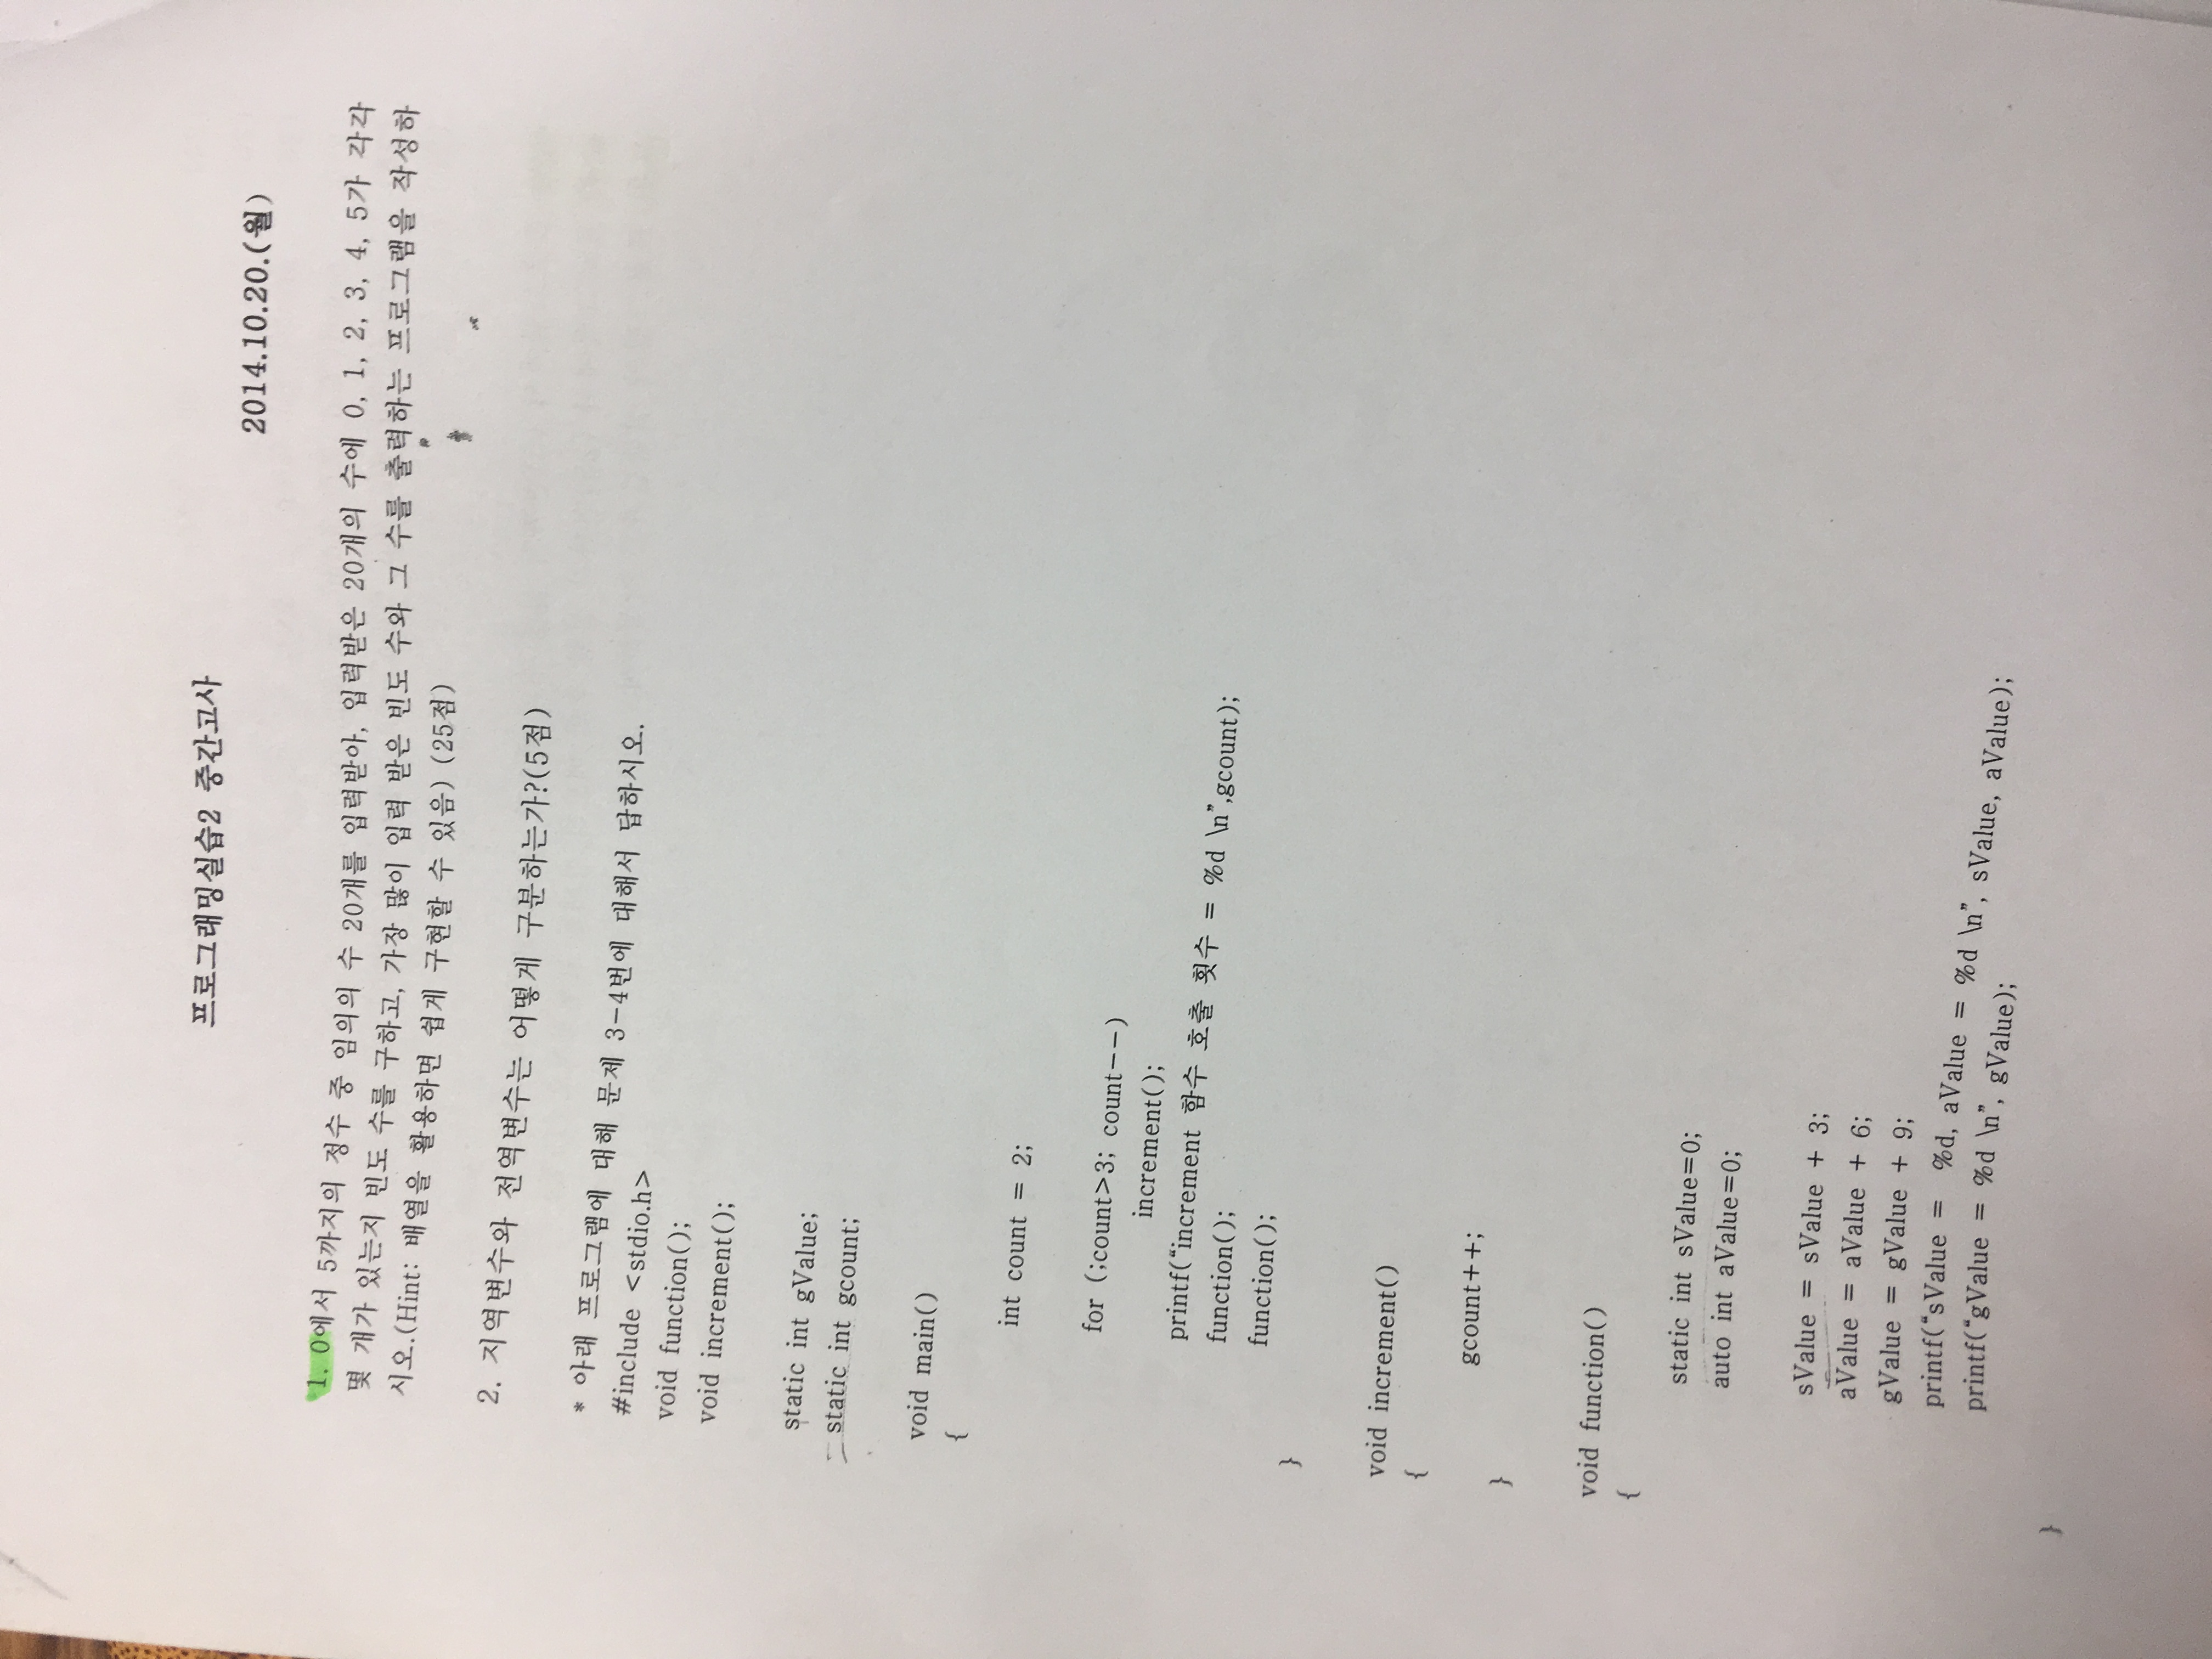 프로그래밍실습2 중간고사
2014.10.20.(월)
1. 0에서 5까지의 정수 중 임의의 수 20개를 입력받아, 입력받은 20개의 수에 0, 1, 2, 3, 4, 5가 각각
몇 개가 있는지 빈도 수를 구하고, 가장 많이 입력 받은 빈도 수와 그 수를 출력하는 프로그램을 작성하
시오.(Hint: 배열을 활용하면 쉽게 구현할 수 있음) (25점)
2. 지역변수와 전역변수는 어떻게 구분하는가?(5점)
* 아래 프로그램에 대해 문제 3-4번에 대해서 답하시오.
#include <stdio.h>
void function();
void increment();
static int gValue;
static int gcount;
void main()
{
int count = 2;
for (;count>3; count--)
increment();
printf("increment 함수 호출 횟수 = %d \n",gcount);
function();
function();
}
void increment()
{
gcount++;
}
void function()
{
static int sValue=0;
auto int aValue=0;
sValue = sValue + 3;
aValue = aValue + 6;
gValue = gValue + 9;
printf("sValue =  %d, aValue = %d \n", sValue, aValue);
printf("gValue = %d \n", gValue);
}